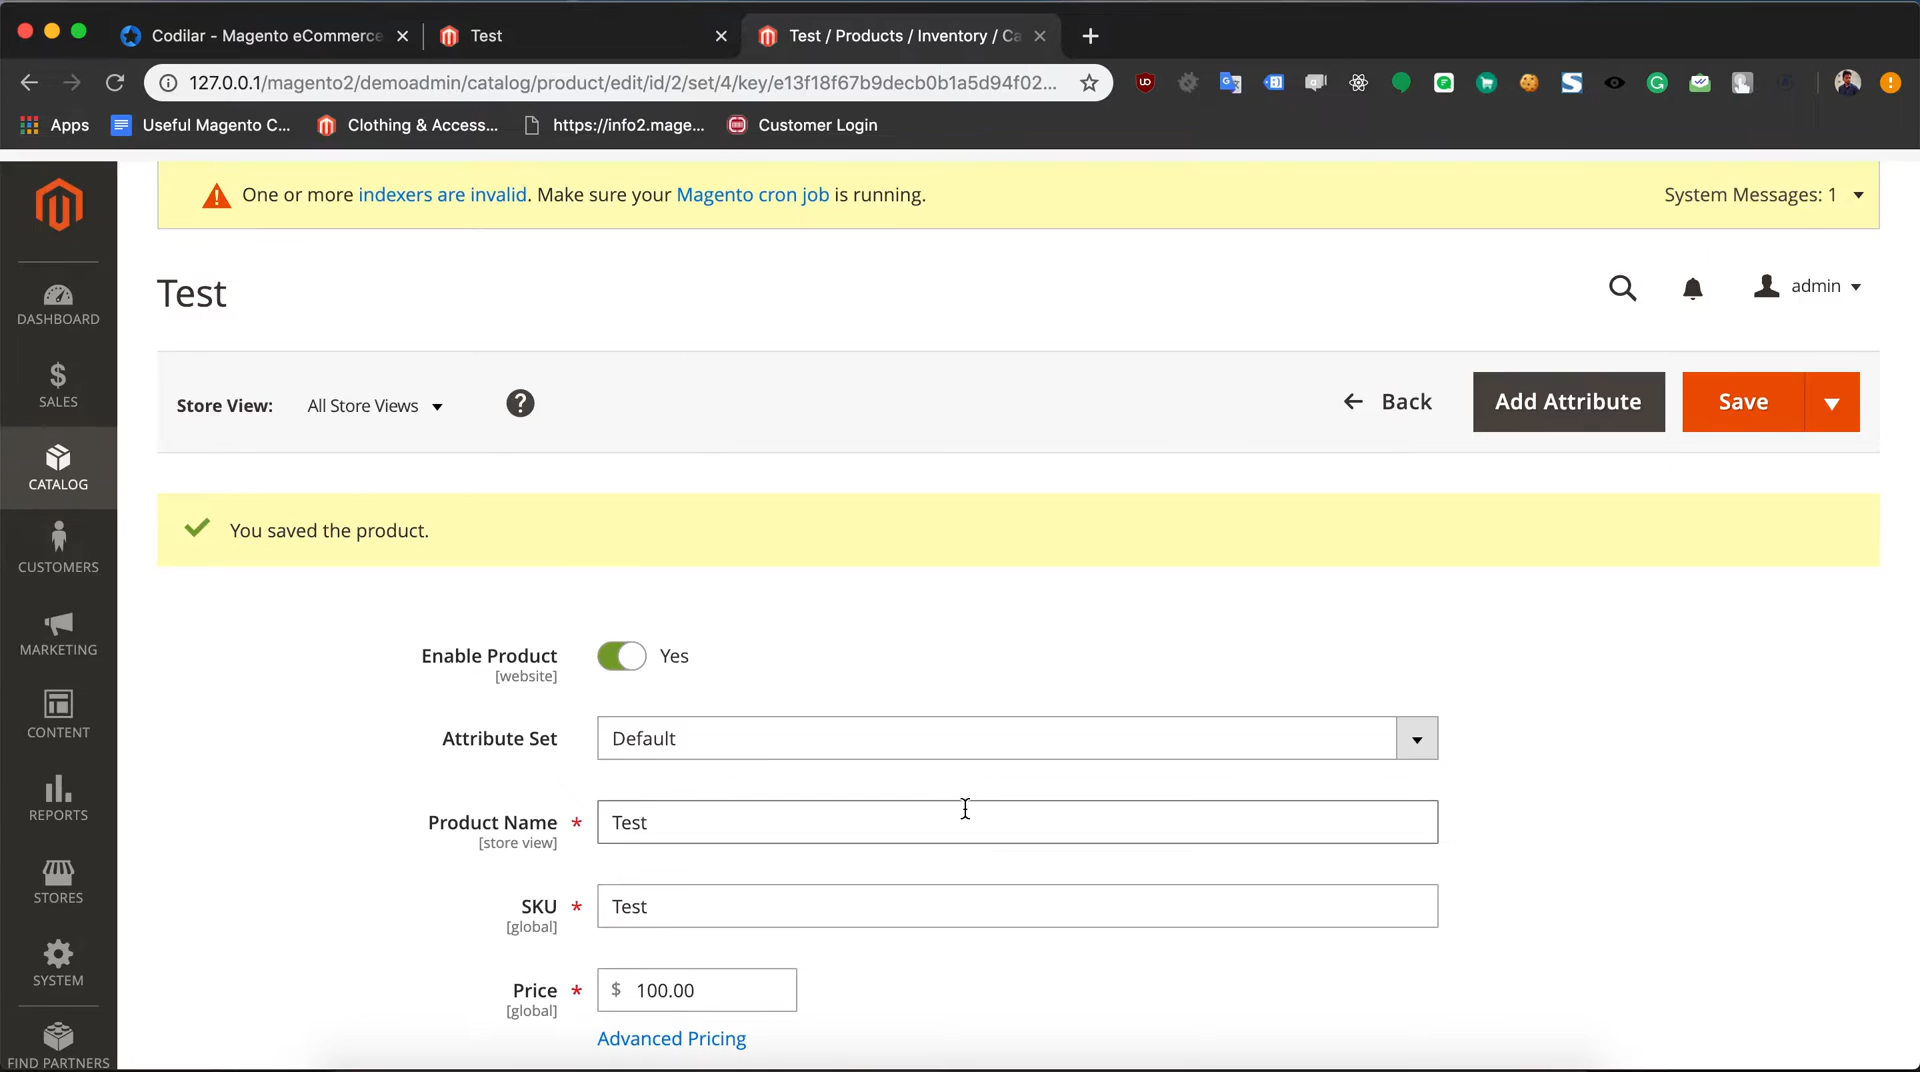 Codilar - Magento eCommerce
Test
Test / Products / Inventory / Ca
127.0.0.1/magento2/demoadmin/catalog/product/edit/id/2/set/4/key/e13f18f67b9decb0b1a5d94f02...
Apps
Useful Magento C...
Clothing & Access...
https://info2.mage...
Customer Login
One or more indexers are invalid. Make sure your Magento cron job is running.
System Messages: 1
Test
admin
DASHBOARD
SALES
CATALOG
CUSTOMERS
MARKETING
CONTENT
REPORTS
STORES
SYSTEM
FIND PARTNERS
Store View: All Store Views ?
Back
Add Attribute
Save
You saved the product.
Enable Product
[website]
Yes
Attribute Set
Default
Product Name *
[store view]
Test
SKU *
[global]
Test
Price *
[global]
$ 100.00
Advanced Pricing